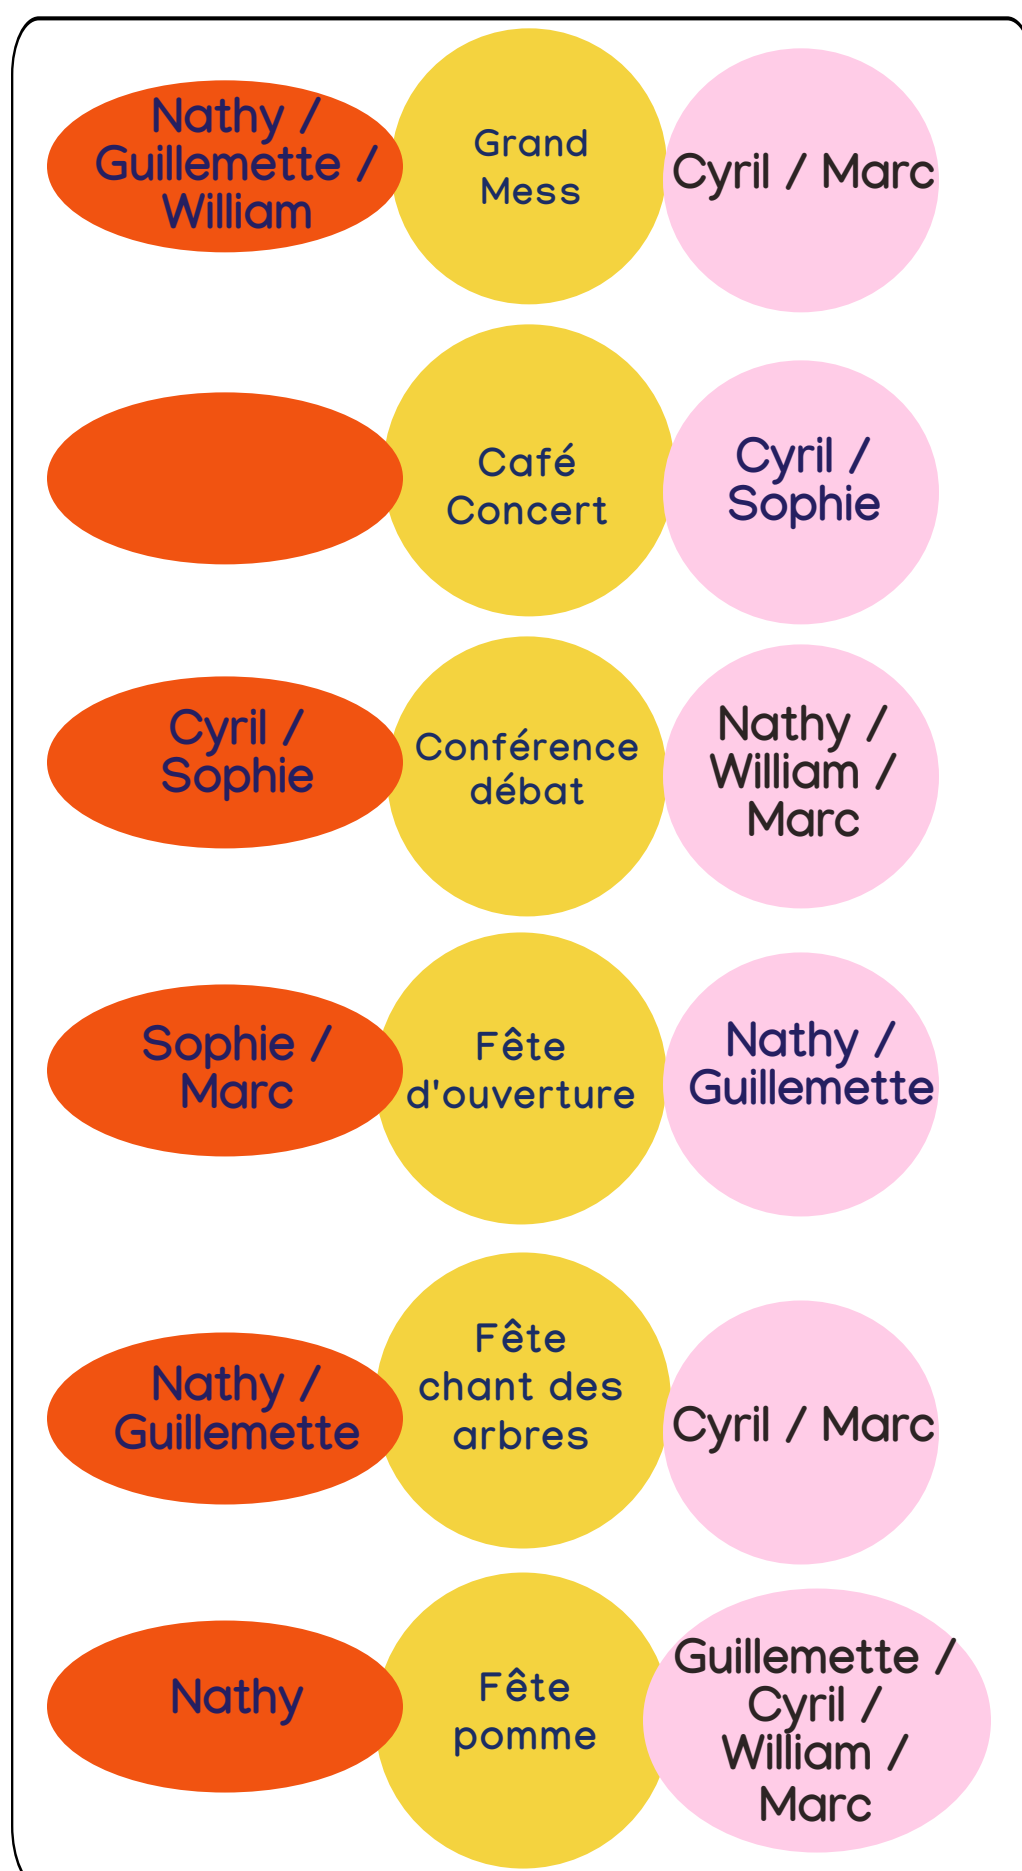 Nathy /
Guillemette /
William
Grand
Mess
Cyril / Marc
Café
Concert
Cyril /
Sophie
Cyril /
Sophie
Conférence
débat
Nathy /
William /
Marc
Sophie /
Marc
Fête
d'ouverture
Nathy /
Guillemette
Nathy /
Guillemette
Fête
chant des
arbres
Cyril / Marc
Nathy
Fête
pomme
Guillemette /
Cyril /
William /
Marc